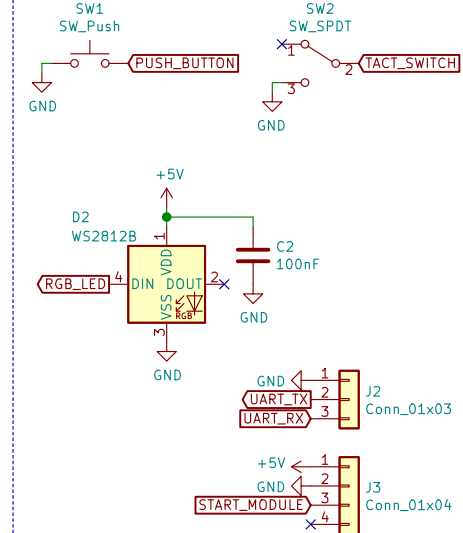 SW1
SW_Push
PUSH_BUTTON
GND
SW2
SW_SPDT
1
2
TACT_SWITCH
3
GND
+5V
D2
WS2812B
1
VDD
RGB_LED
4
DIN
DOUT
2
VSS
RGB
3
GND
C2
100nF
GND
GND
1
UART_TX
2
UART_RX
3
J2
Conn_01x03
+5V
1
GND
2
START_MODULE
3
4
J3
Conn_01x04